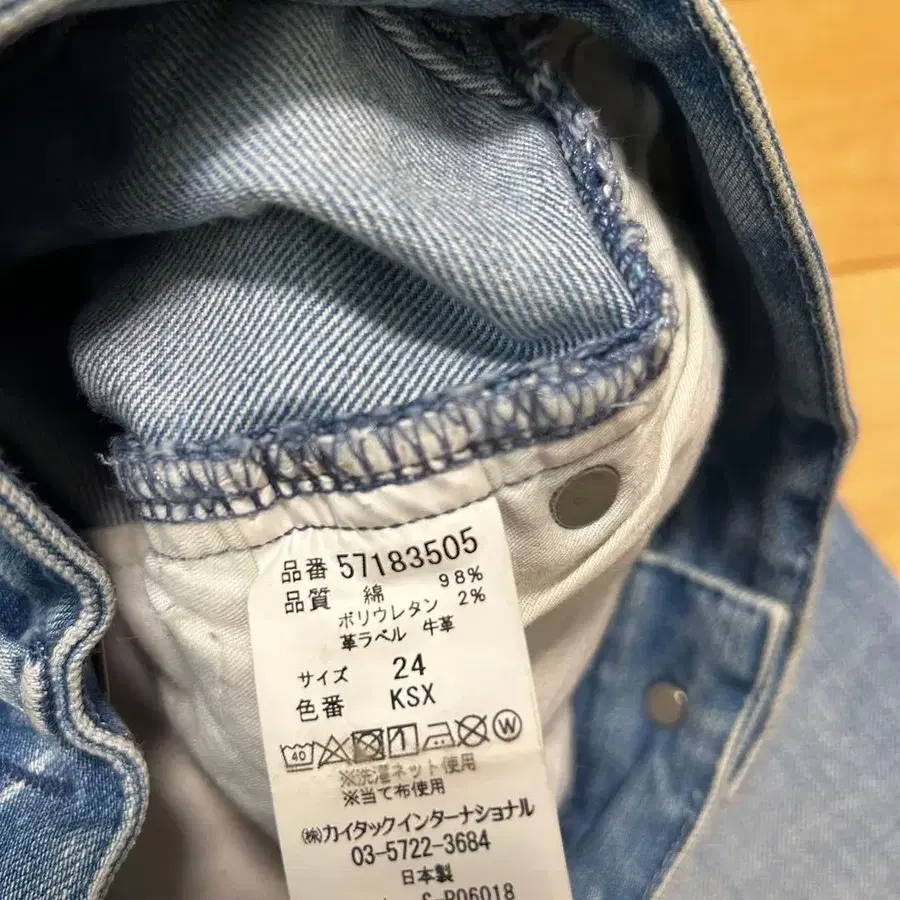 品番 57183505
品質 綿 98%
ポリウレタン 2%
革ラベル 牛革
サイズ 24
色番 KSX
40 W
※洗濯ネット使用
※当て布使用
㈱カイタックインターナショナル
03-5722-3684
日本製
S-R06018